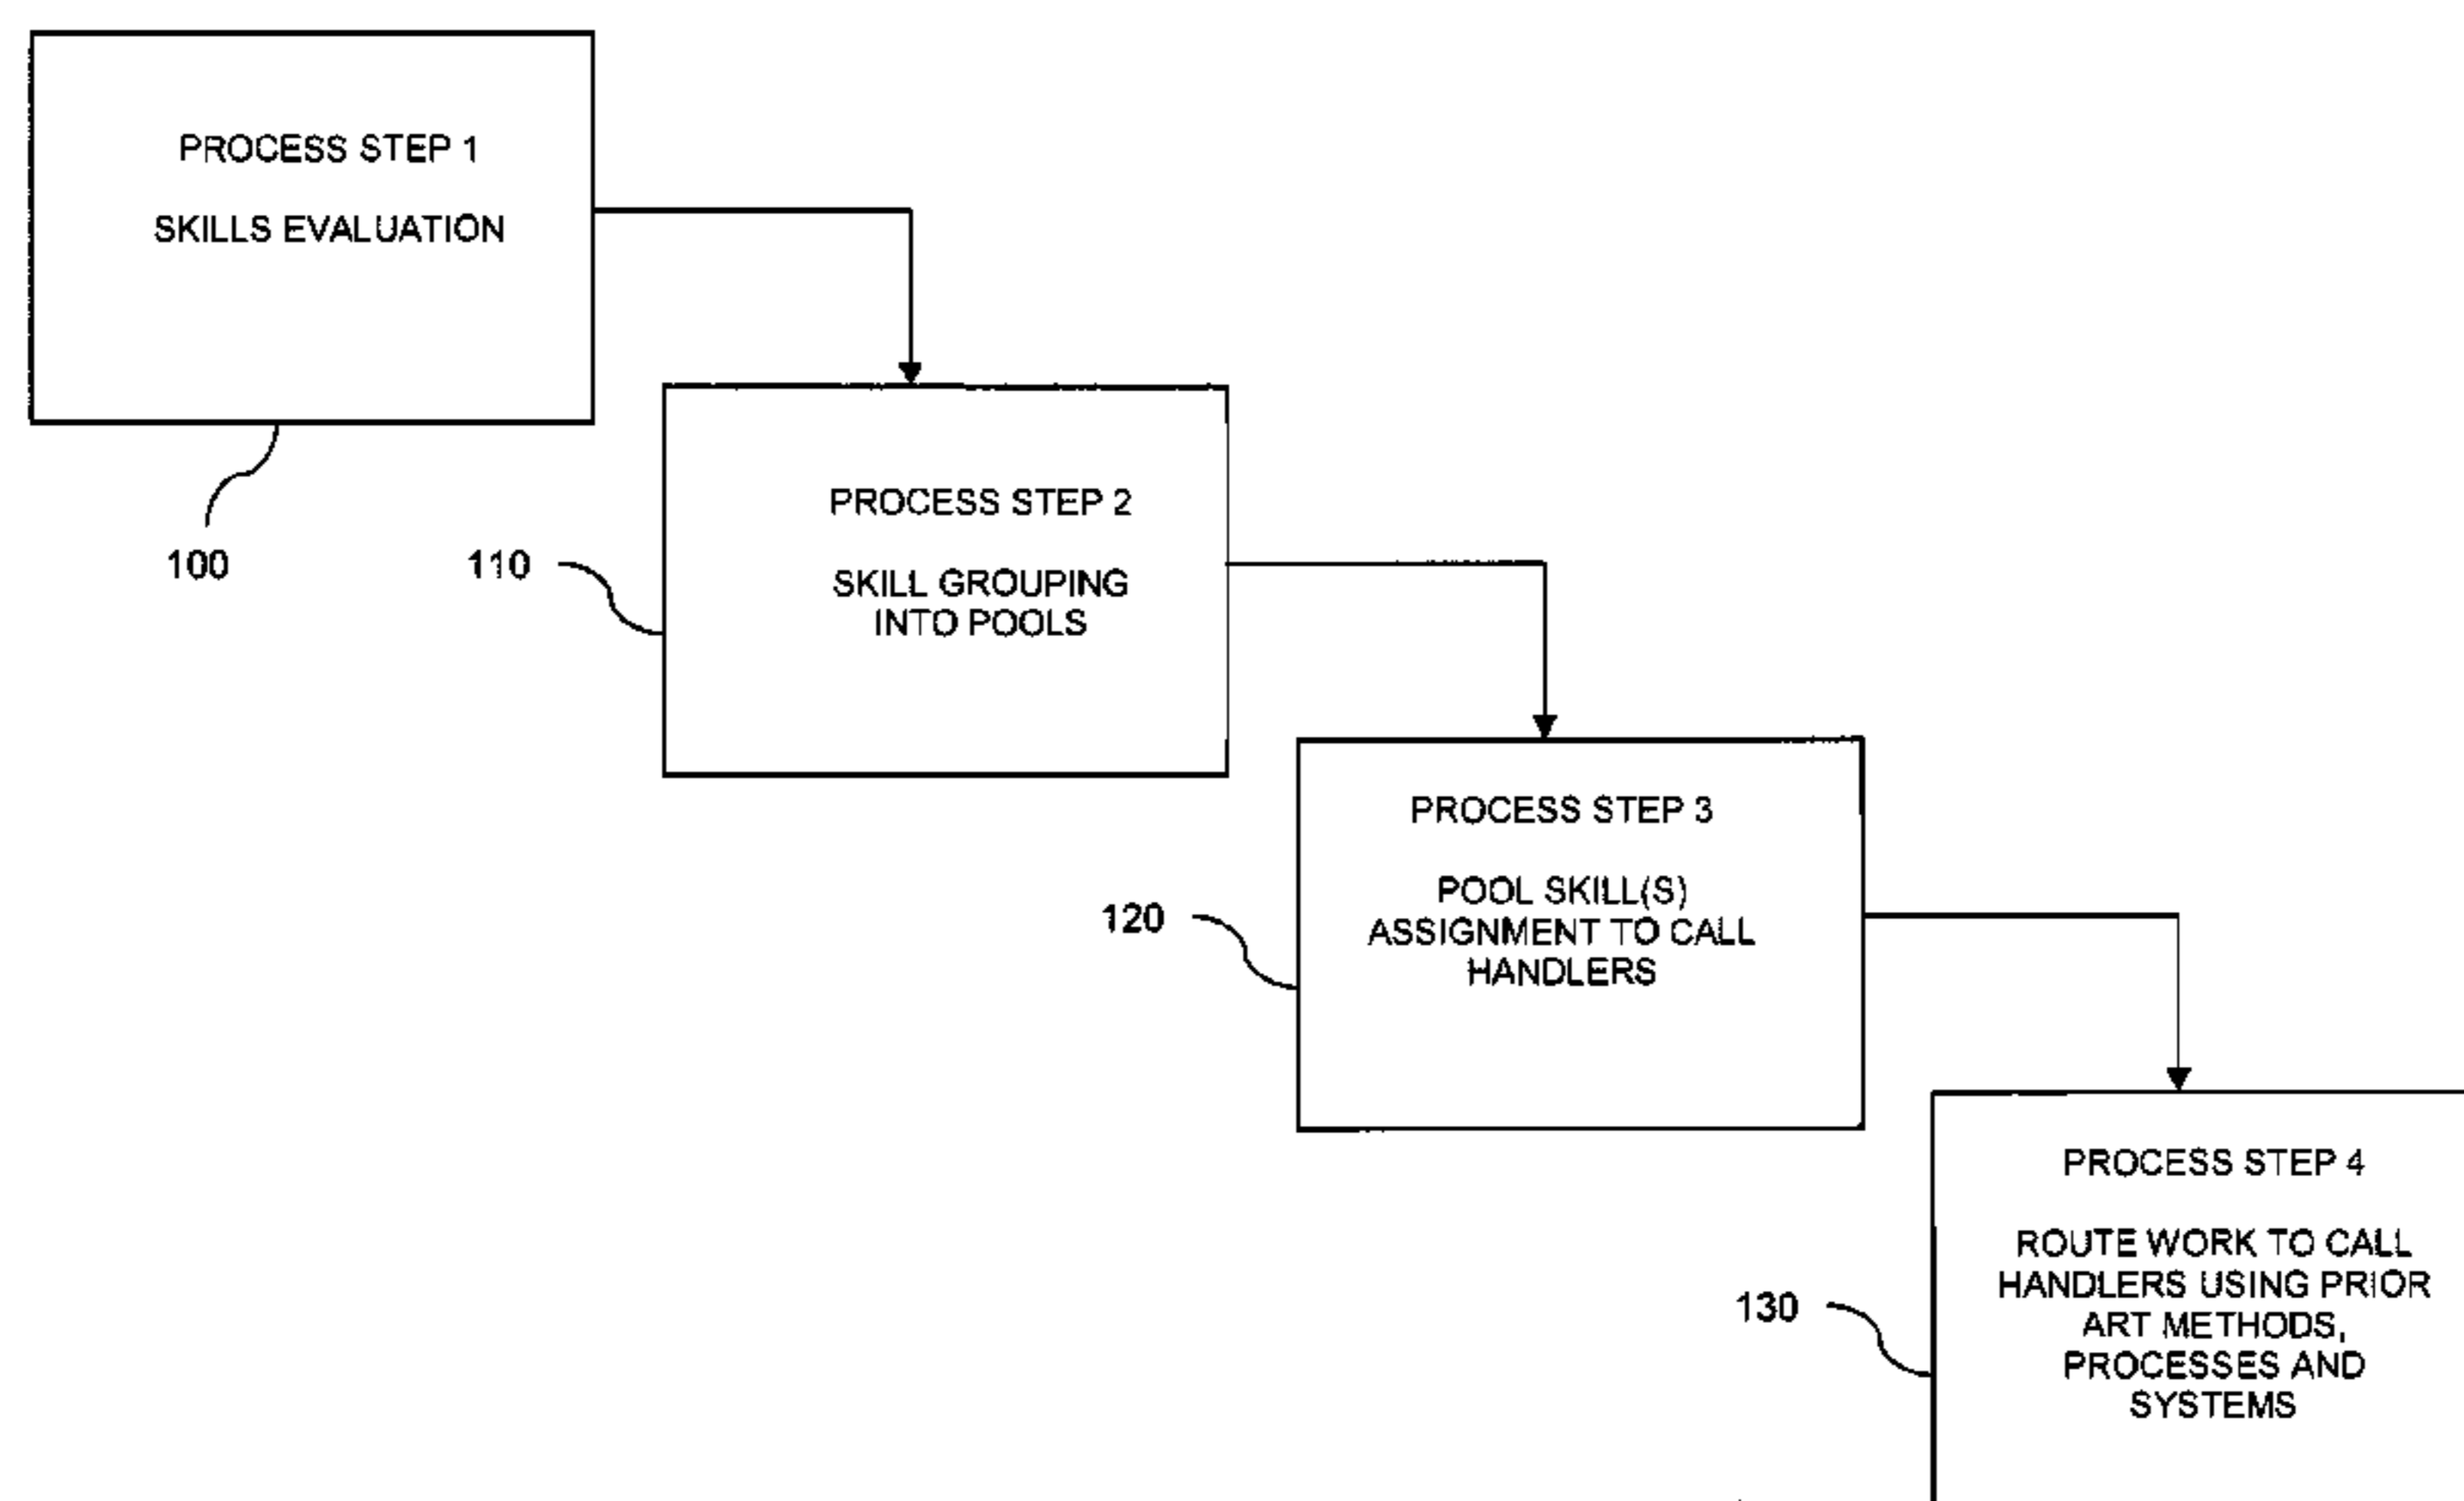 PROCESS STEP 1
SKILLS EVALUATION
100
110
PROCESS STEP 2
SKILL GROUPING
INTO POOLS
120
PROCESS STEP 3
POOL SKILL(S)
ASSIGNMENT TO CALL
HANDLERS
130
PROCESS STEP 4
ROUTE WORK TO CALL
HANDLERS USING PRIOR
ART METHODS,
PROCESSES AND
SYSTEMS